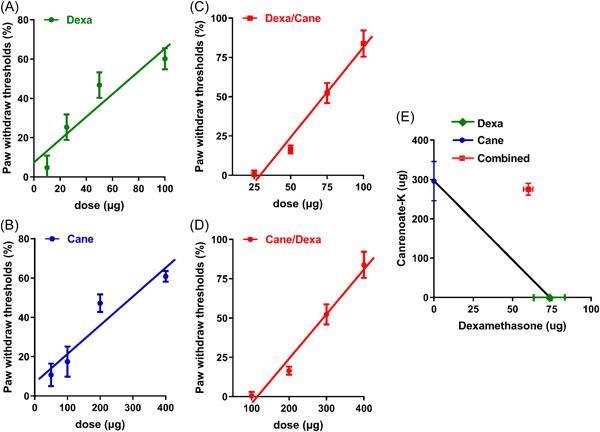 (A)
Dexa
Paw withdraw thresholds (%)
80
60
40
20
0
0 20 40 60 80 100
dose (µg)
(C)
Dexa/Cane
Paw withdraw thresholds (%)
100
75
50
25
0
25 50 75 100
dose (µg)
(B)
Cane
Paw withdraw thresholds (%)
80
60
40
20
0
0 100 200 300 400
dose (µg)
(D)
Cane/Dexa
Paw withdraw thresholds (%)
100
75
50
25
0
100 200 300 400
dose (µg)
(E)
Dexa
Cane
Combined
Canrenoate-K (ug)
400
300
200
100
0
0 25 50 75 100
Dexamethasone (ug)